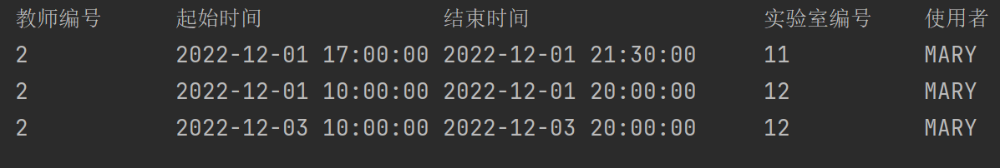 教师编号 起始时间 结束时间 实验室编号 使用者
2 2022-12-01 17:00:00 2022-12-01 21:30:00 11 MARY
2 2022-12-01 10:00:00 2022-12-01 20:00:00 12 MARY
2 2022-12-03 10:00:00 2022-12-03 20:00:00 12 MARY